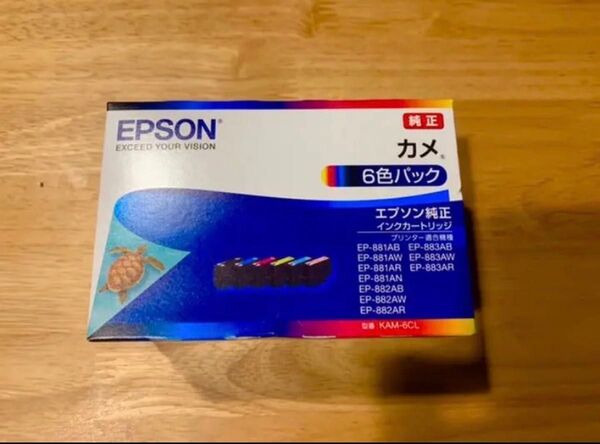 EPSON
EXCEED YOUR VISION
純正
カメ®
6色パック
エプソン純正
インクカートリッジ
プリンター適合機種
EP-881AB EP-883AB
EP-881AW EP-883AW
EP-881AR EP-883AR
EP-881AN
EP-882AB
EP-882AW
EP-882AR
型番 KAM-6CL